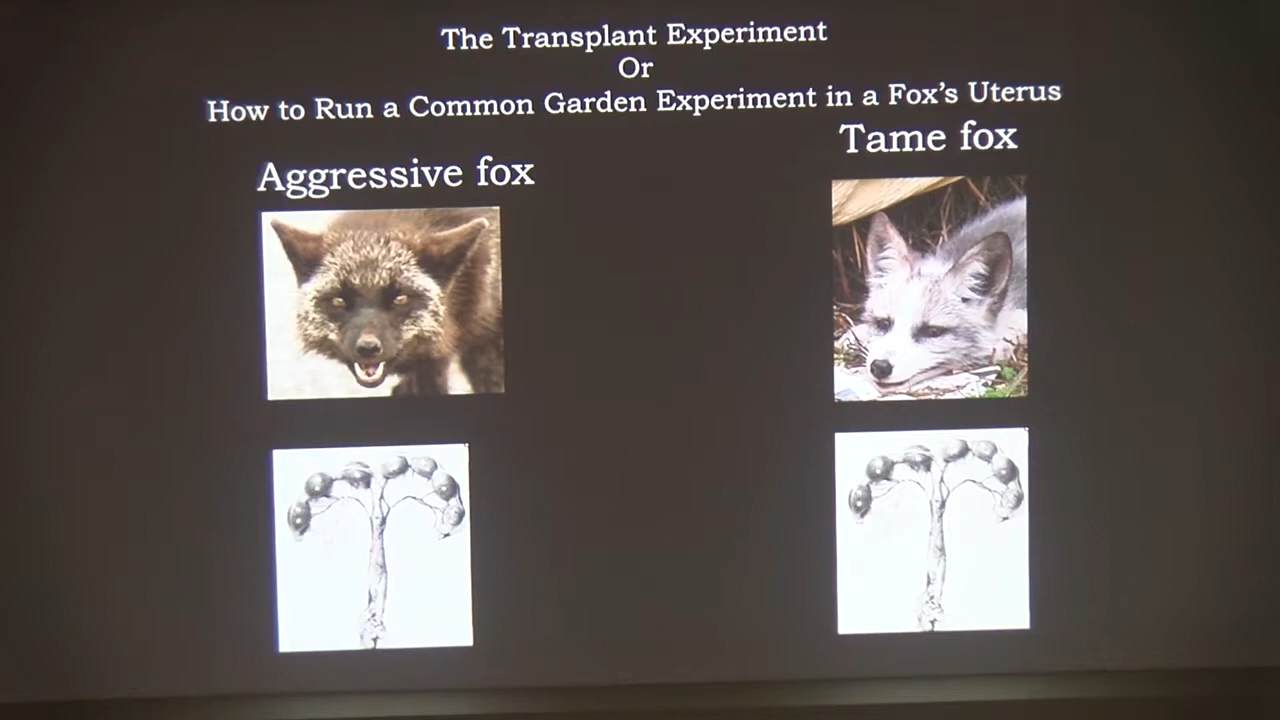 The Transplant Experiment
Or
How to Run a Common Garden Experiment in a Fox's Uterus
Aggressive fox
Tame fox